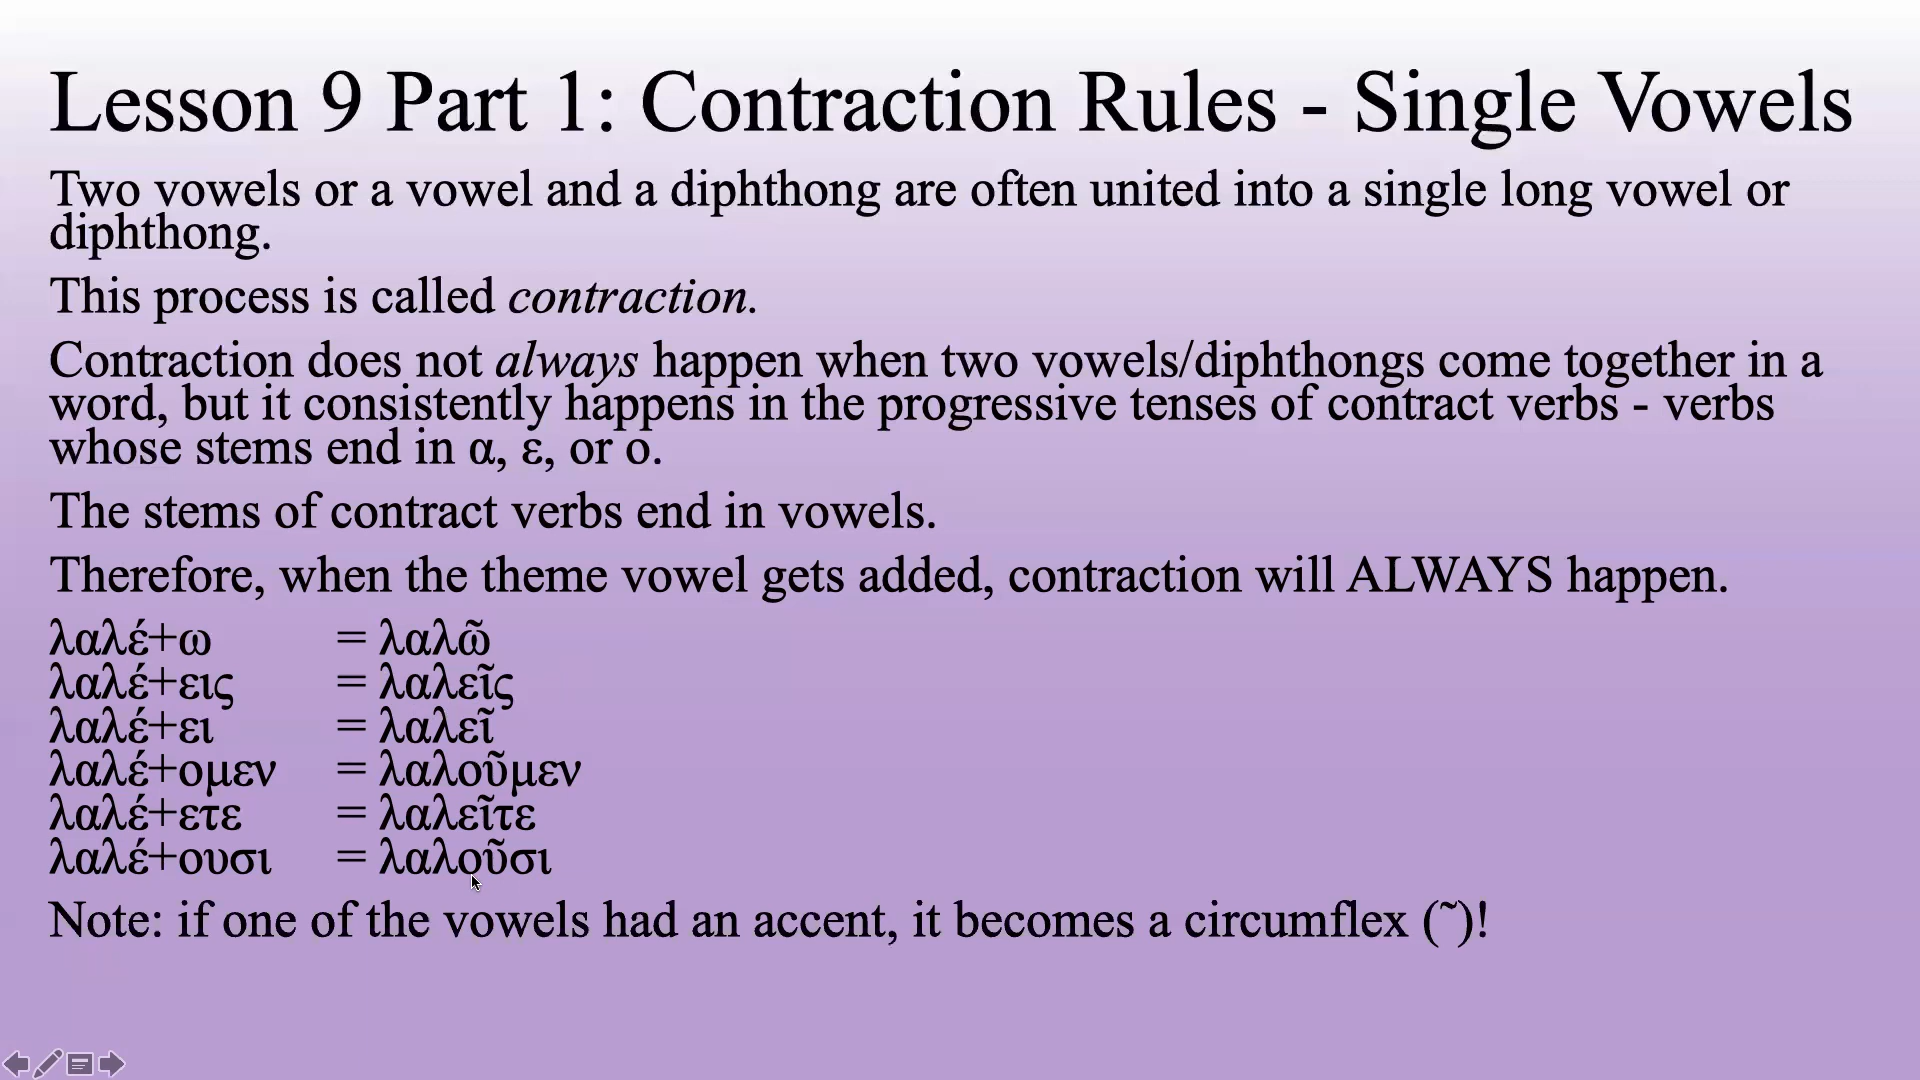 Lesson 9 Part 1: Contraction Rules - Single Vowels
Two vowels or a vowel and a diphthong are often united into a single long vowel or
diphthong.
This process is called contraction.
Contraction does not always happen when two vowels/diphthongs come together in a
word, but it consistently happens in the progressive tenses of contract verbs - verbs
whose stems end in α, ε, or ο.
The stems of contract verbs end in vowels.
Therefore, when the theme vowel gets added, contraction will ALWAYS happen.
λαλέ+ω = λαλῶ
λαλέ+εις = λαλεῖς
λαλέ+ει = λαλεῖ
λαλέ+ομεν = λαλοῦμεν
λαλέ+ετε = λαλεῖτε
λαλέ+ουσι = λαλοῦσι
Note: if one of the vowels had an accent, it becomes a circumflex (˜)!